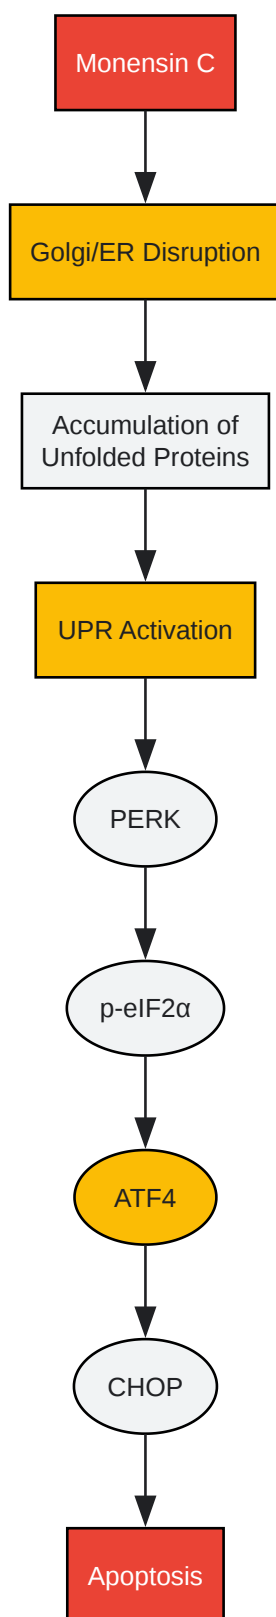 Monensin C
Golgi/ER Disruption
Accumulation of
Unfolded Proteins
UPR Activation
PERK
p-eIF2α
ATF4
CHOP
Apoptosis